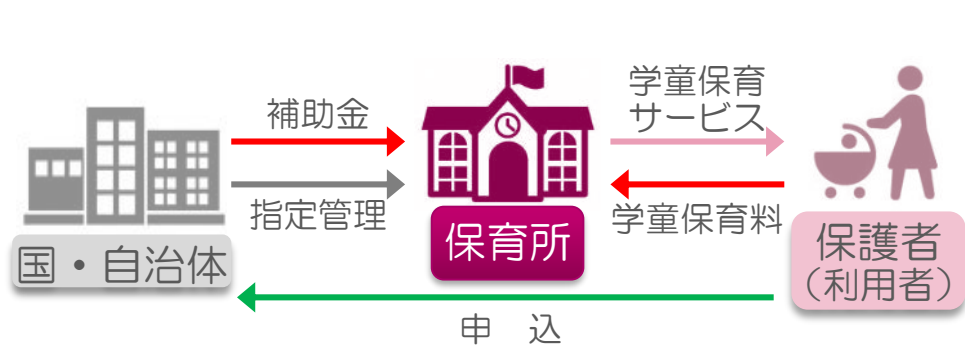 補助金
指定管理
国・自治体
保育所
学童保育
サービス
学童保育料
保護者
（利用者）
申　込